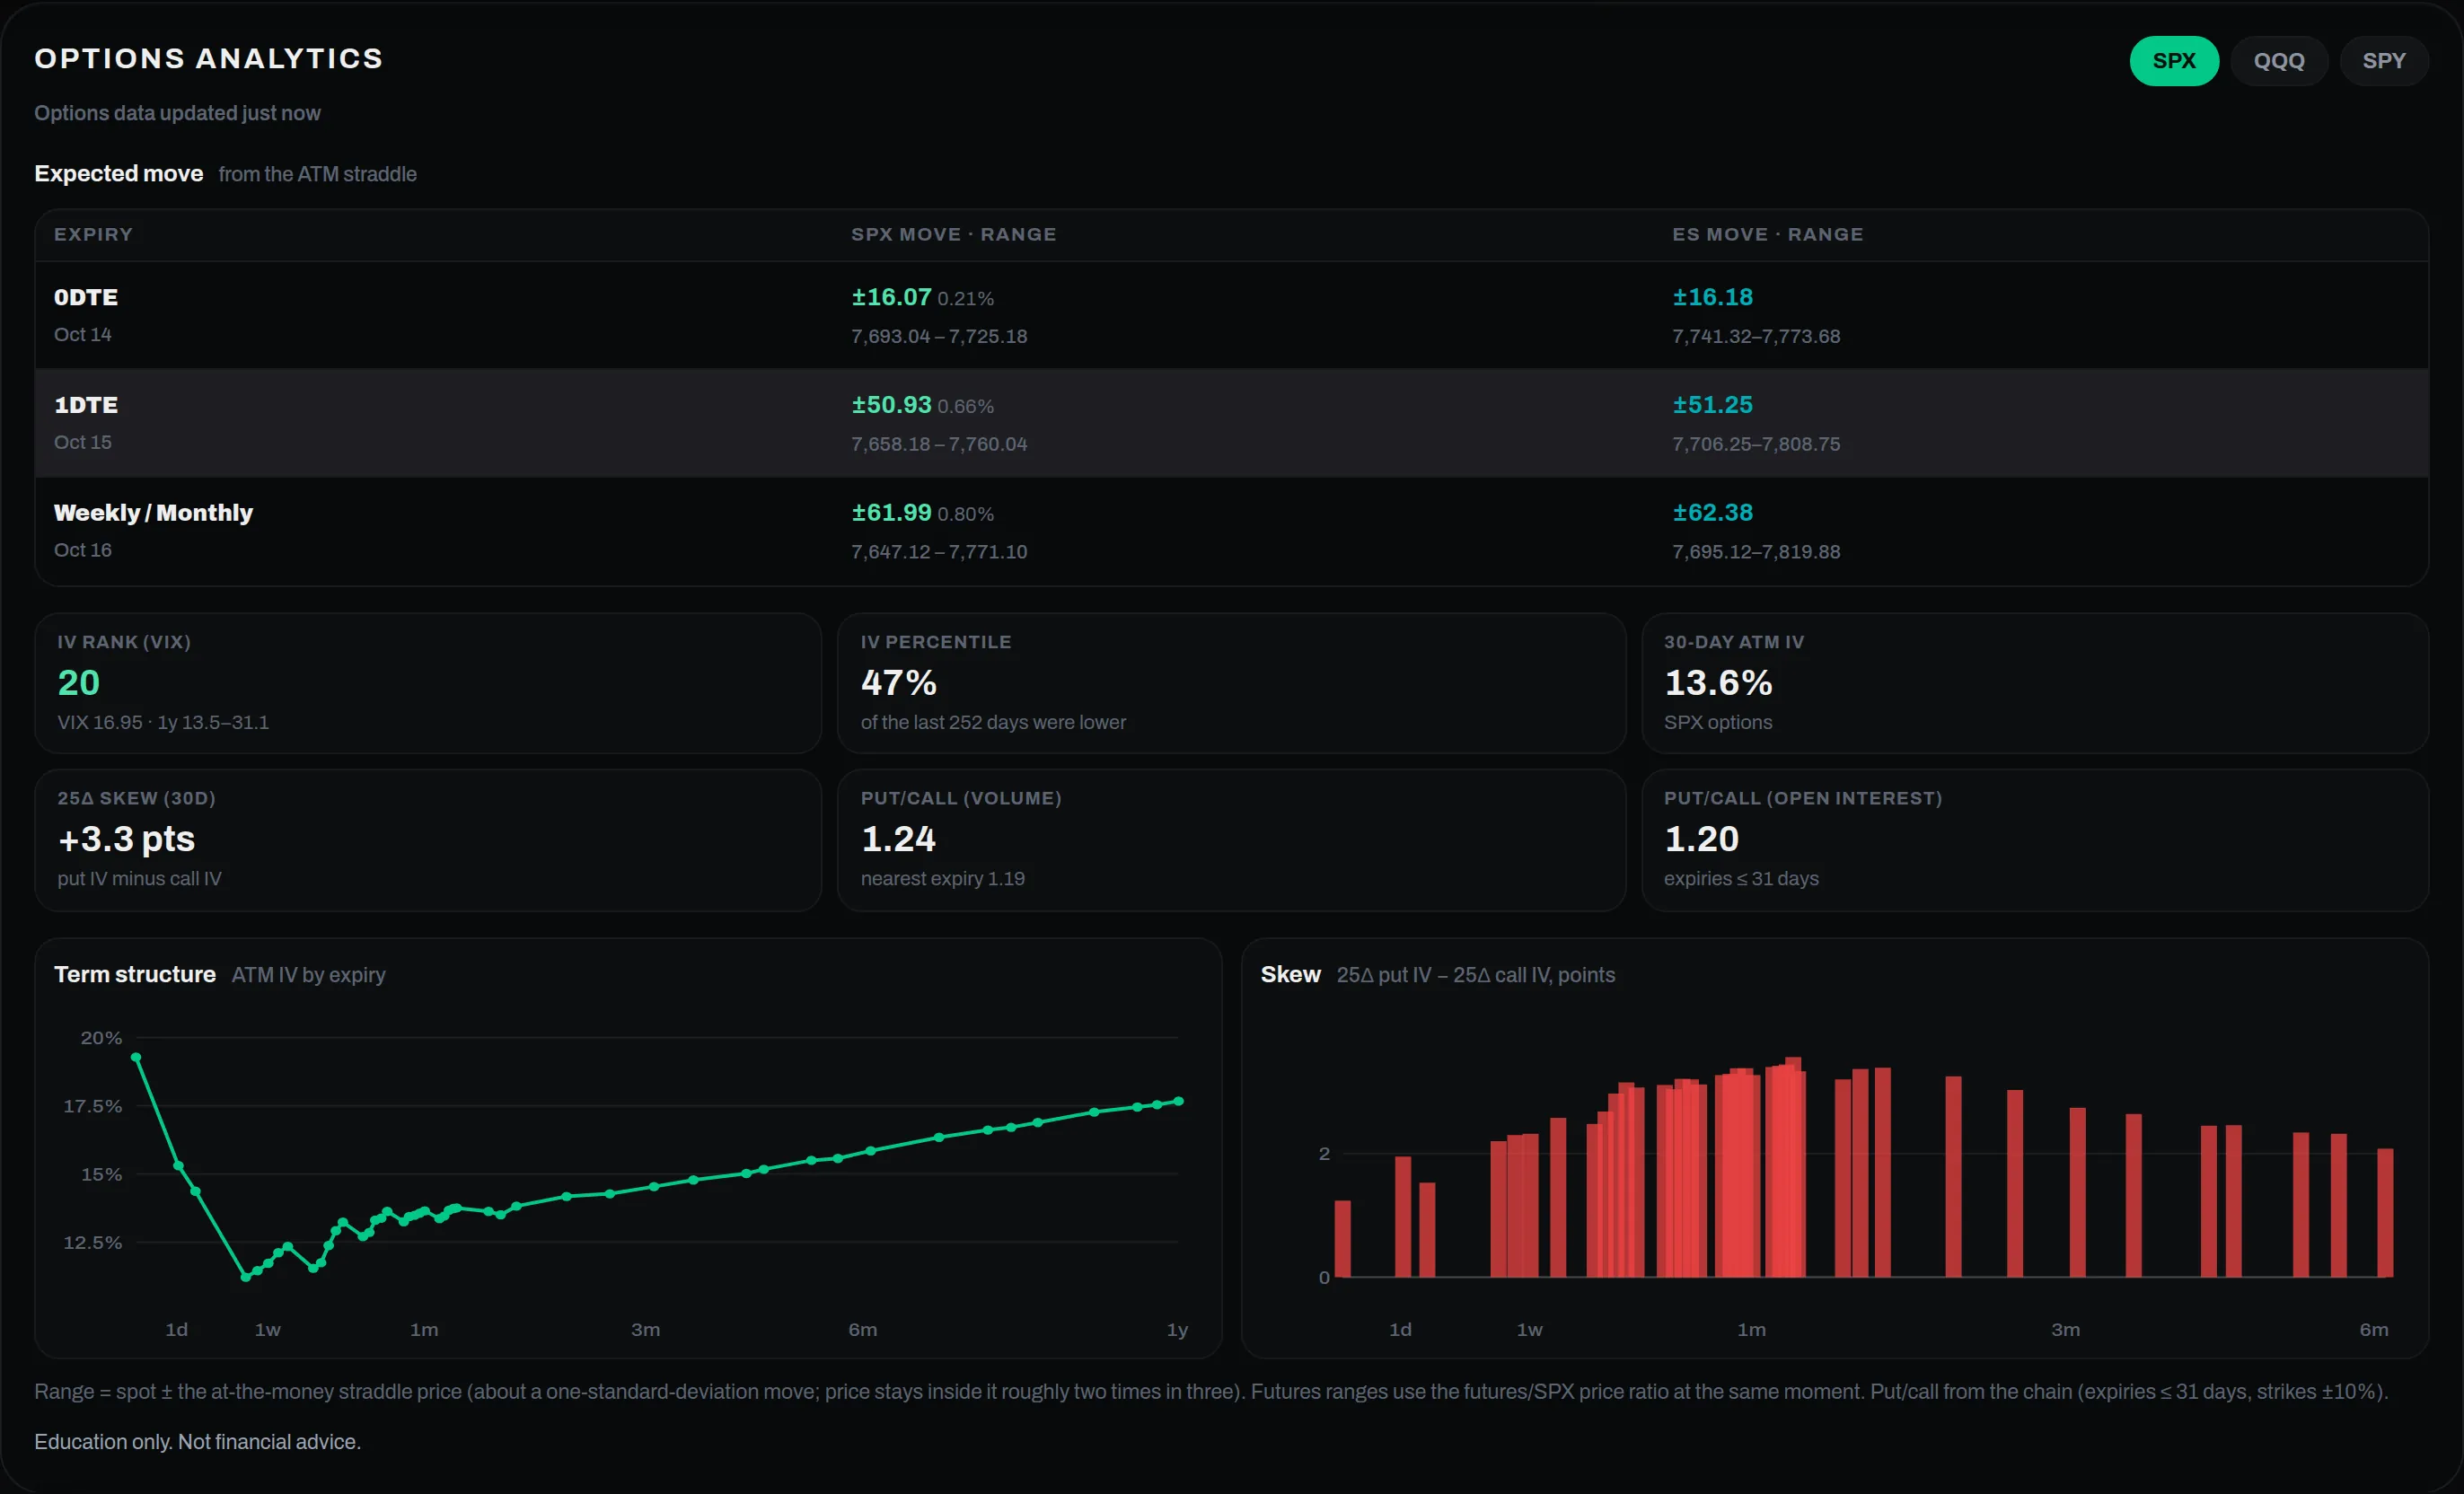 OPTIONS ANALYTICS
SPX QQQ SPY
Options data updated just now
Expected move from the ATM straddle
EXPIRY SPX MOVE · RANGE ES MOVE · RANGE
0DTE ±16.07 0.21% ±16.18
Oct 14 7,693.04 – 7,725.18 7,741.32–7,773.68
1DTE ±50.93 0.66% ±51.25
Oct 15 7,658.18 – 7,760.04 7,706.25–7,808.75
Weekly / Monthly ±61.99 0.80% ±62.38
Oct 16 7,647.12 – 7,771.10 7,695.12–7,819.88
IV RANK (VIX)
20
VIX 16.95 · 1y 13.5–31.1
IV PERCENTILE
47%
of the last 252 days were lower
30-DAY ATM IV
13.6%
SPX options
25Δ SKEW (30D)
+3.3 pts
put IV minus call IV
PUT/CALL (VOLUME)
1.24
nearest expiry 1.19
PUT/CALL (OPEN INTEREST)
1.20
expiries ≤ 31 days
Term structure ATM IV by expiry
20%
17.5%
15%
12.5%
1d 1w 1m 3m 6m 1y
Skew 25Δ put IV – 25Δ call IV, points
2
0
1d 1w 1m 3m 6m
Range = spot ± the at-the-money straddle price (about a one-standard-deviation move; price stays inside it roughly two times in three). Futures ranges use the futures/SPX price ratio at the same moment. Put/call from the chain (expiries ≤ 31 days, strikes ±10%).
Education only. Not financial advice.